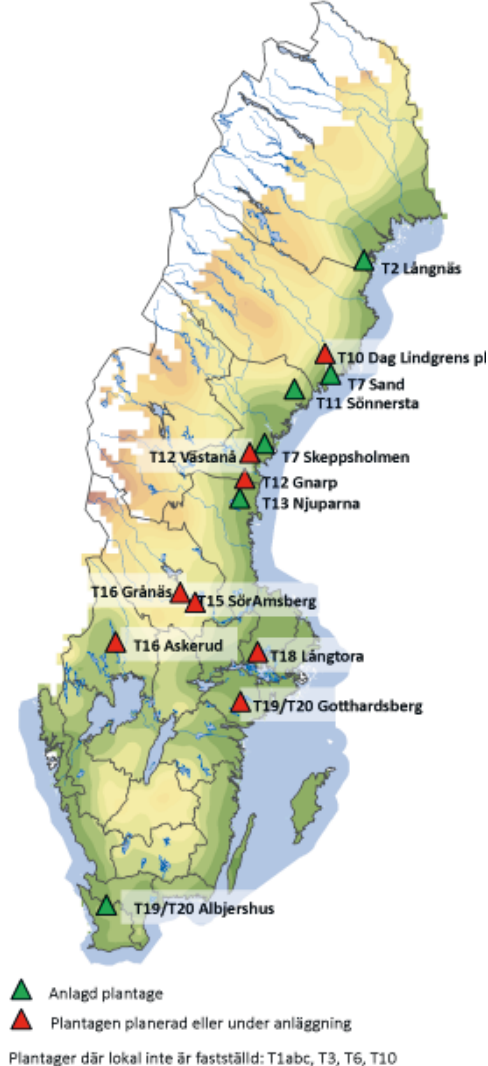 T2 Långnäs
T10 Dag Lindgrens pl
T7 Sand
T11 Sönnersta
T12 Västanå
T7 Skeppsholmen
T12 Gnarp
T13 Njuparna
T16 Grånäs
T15 SörAmsberg
T16 Askerud
T18 Långtora
T19/T20 Gotthardsberg
T19/T20 Albjershus
Anlagd plantage
Plantagen planerad eller under anläggning
Plantager där lokal inte är fastställd: T1abc, T3, T6, T10